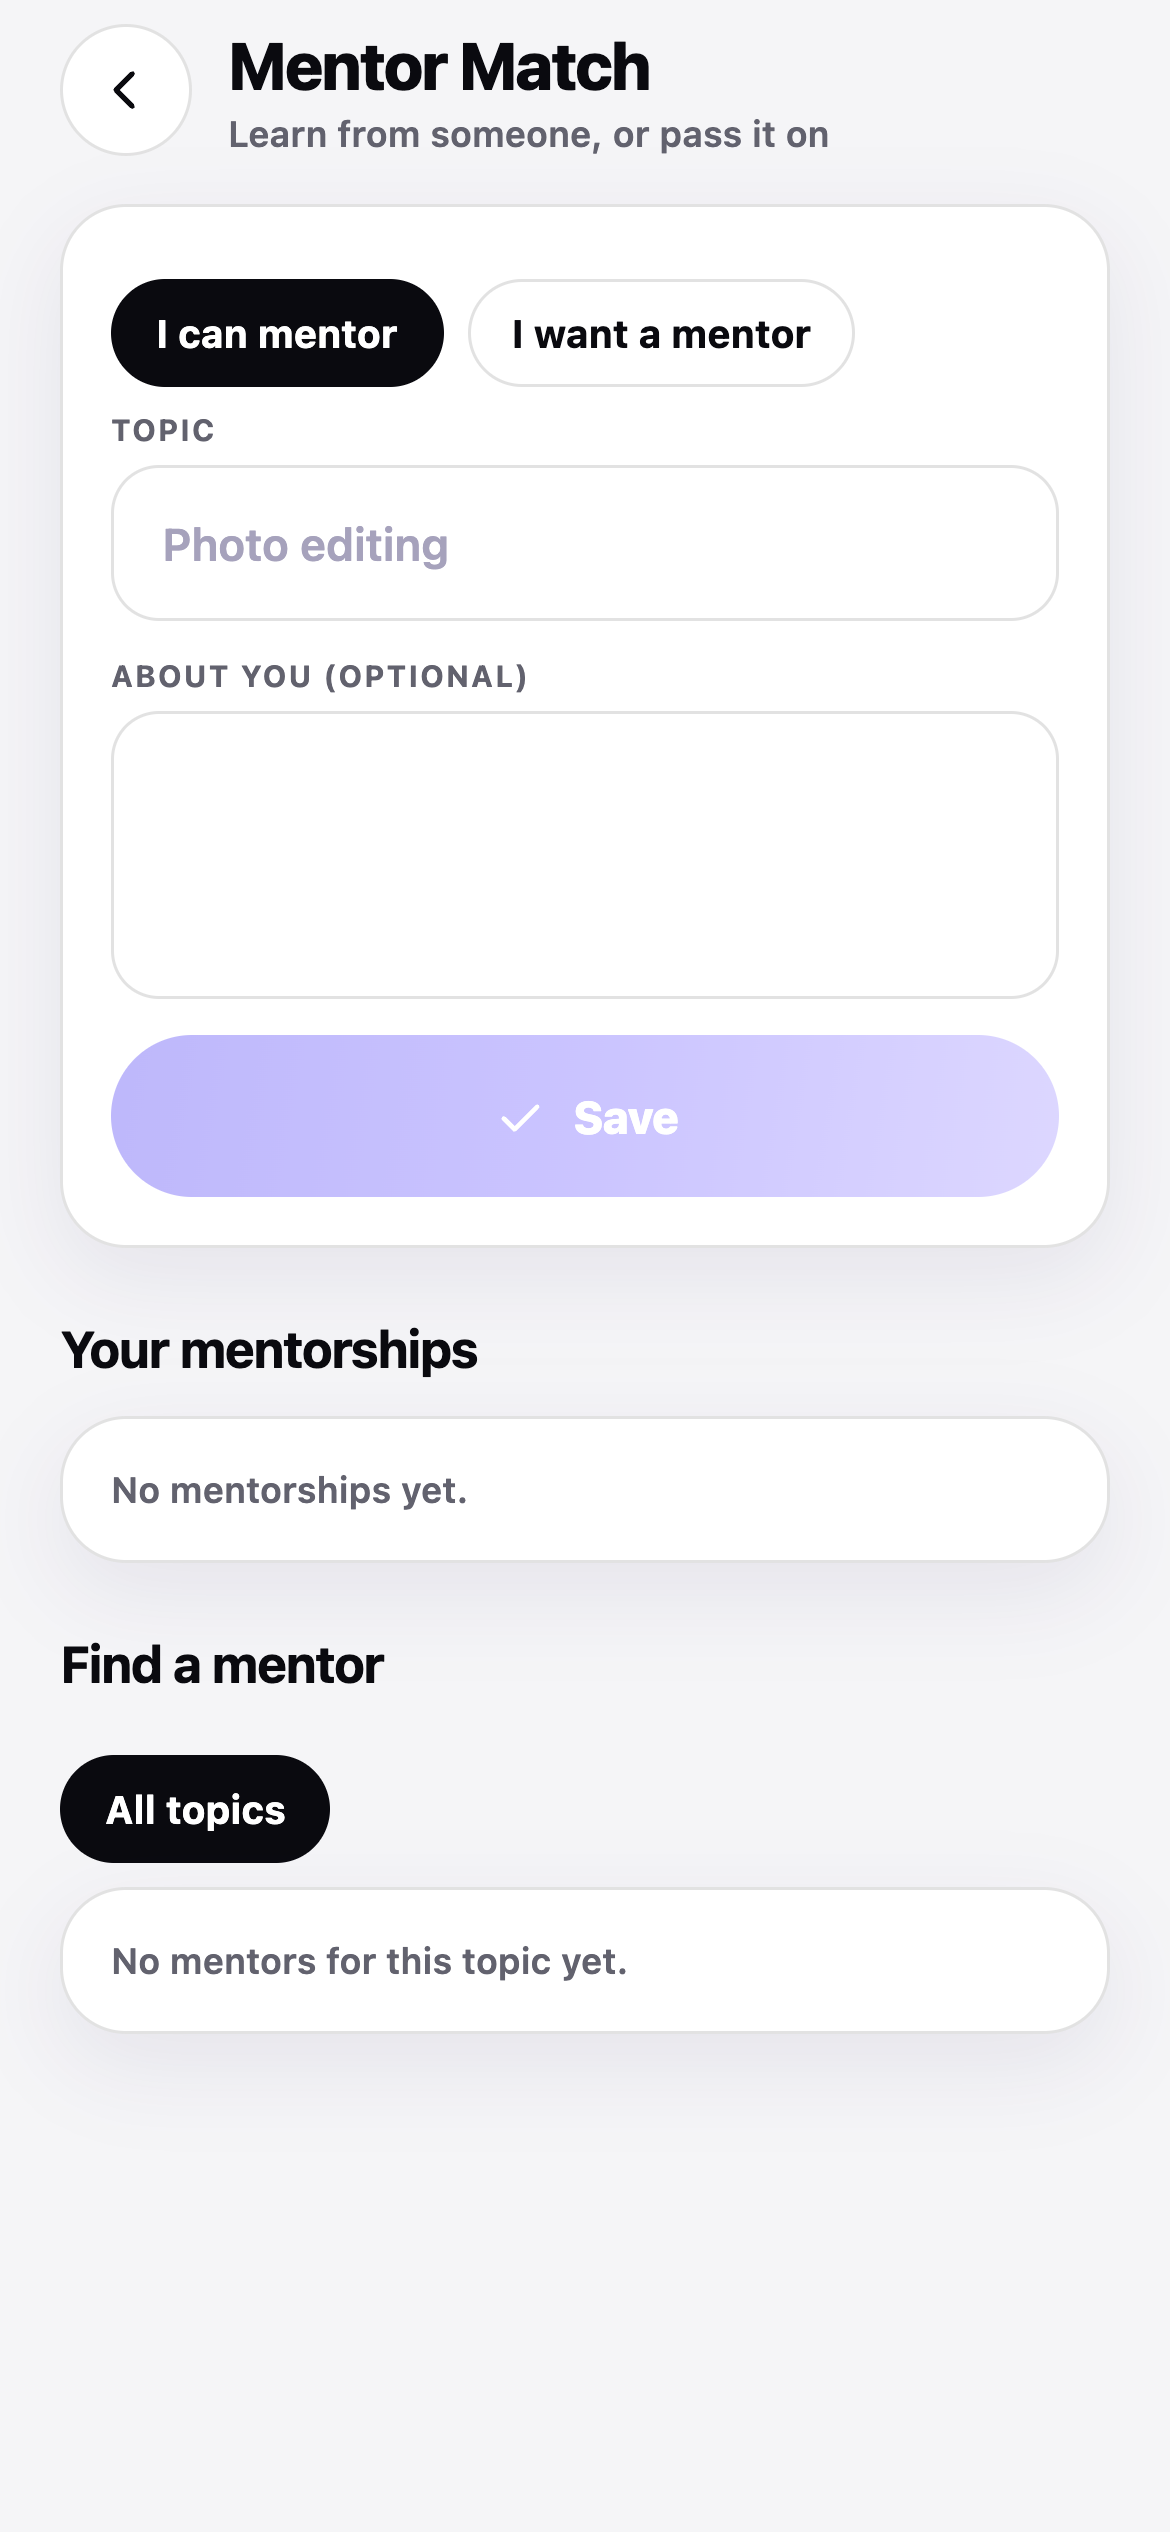 Mentor Match
Learn from someone, or pass it on
I can mentor
I want a mentor
TOPIC
Photo editing
ABOUT YOU (OPTIONAL)
Save
Your mentorships
No mentorships yet.
Find a mentor
All topics
No mentors for this topic yet.